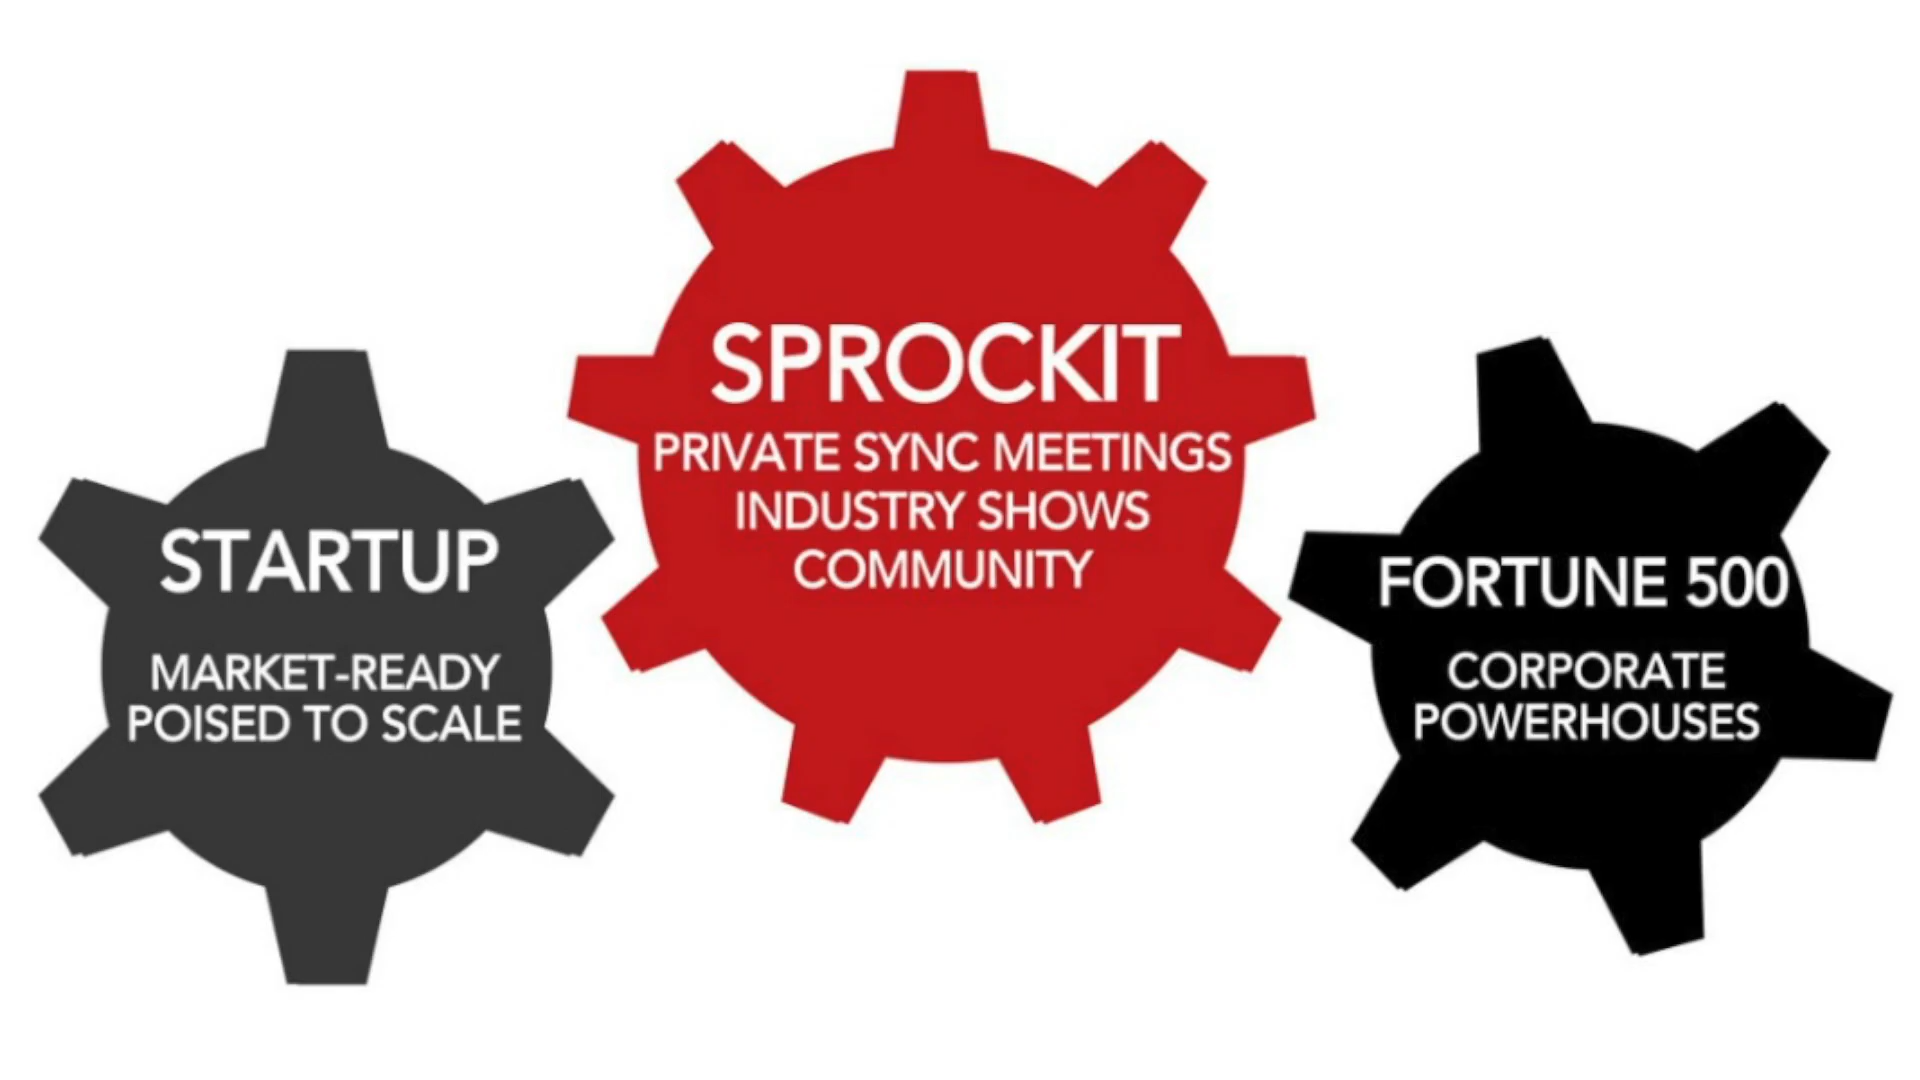 STARTUP
MARKET-READY
POISED TO SCALE
SPROCKIT
PRIVATE SYNC MEETINGS
INDUSTRY SHOWS
COMMUNITY
FORTUNE 500
CORPORATE
POWERHOUSES